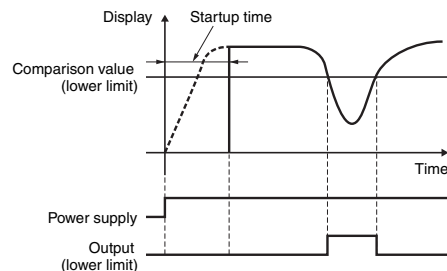 Display
Startup time
Comparison value
(lower limit)
Time
Power supply
Output
(lower limit)